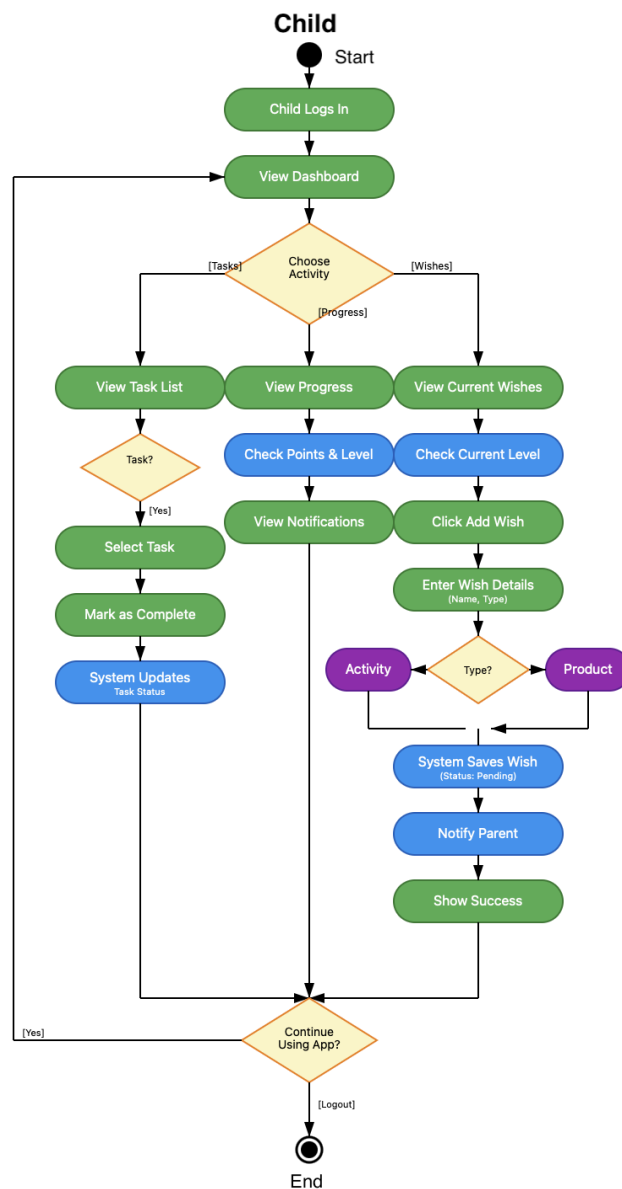 Child
Start
Child Logs In
View Dashboard
Choose
Activity
[Tasks]
[Wishes]
[Progress]
View Task List
View Progress
View Current Wishes
Task?
Check Points & Level
Check Current Level
[Yes]
View Notifications
Click Add Wish
Select Task
Enter Wish Details
(Name, Type)
Mark as Complete
Activity
Type?
Product
System Updates
Task Status
System Saves Wish
(Status: Pending)
Notify Parent
Show Success
Continue
Using App?
[Yes]
[Logout]
End